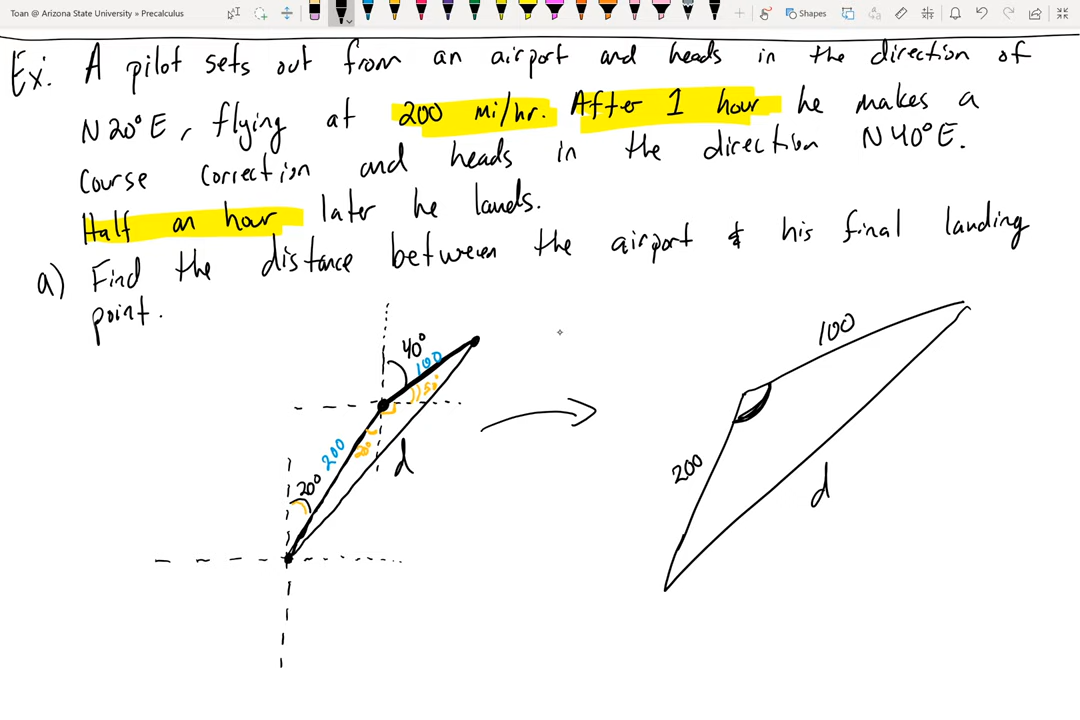 Toan @ Arizona State University » Precalculus
Shapes
Ex: A pilot sets out from an airport and heads in the direction of
N20°E, flying at 200 mi/hr. After 1 hour he makes a
course correction and heads in the direction N40°E.
Half an hour later he lands.
a) Find the distance between the airport & his final landing
point.
40°
100
50°
200
20°
20°
d
100
200
d